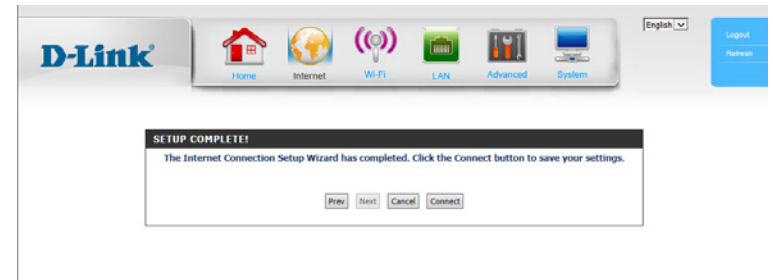 English
Logout
D-Link
Refresh
Home Internet Wi-Fi LAN Advanced System
SETUP COMPLETE!
The Internet Connection Setup Wizard has completed. Click the Connect button to save your settings.
Prev Next Cancel Connect